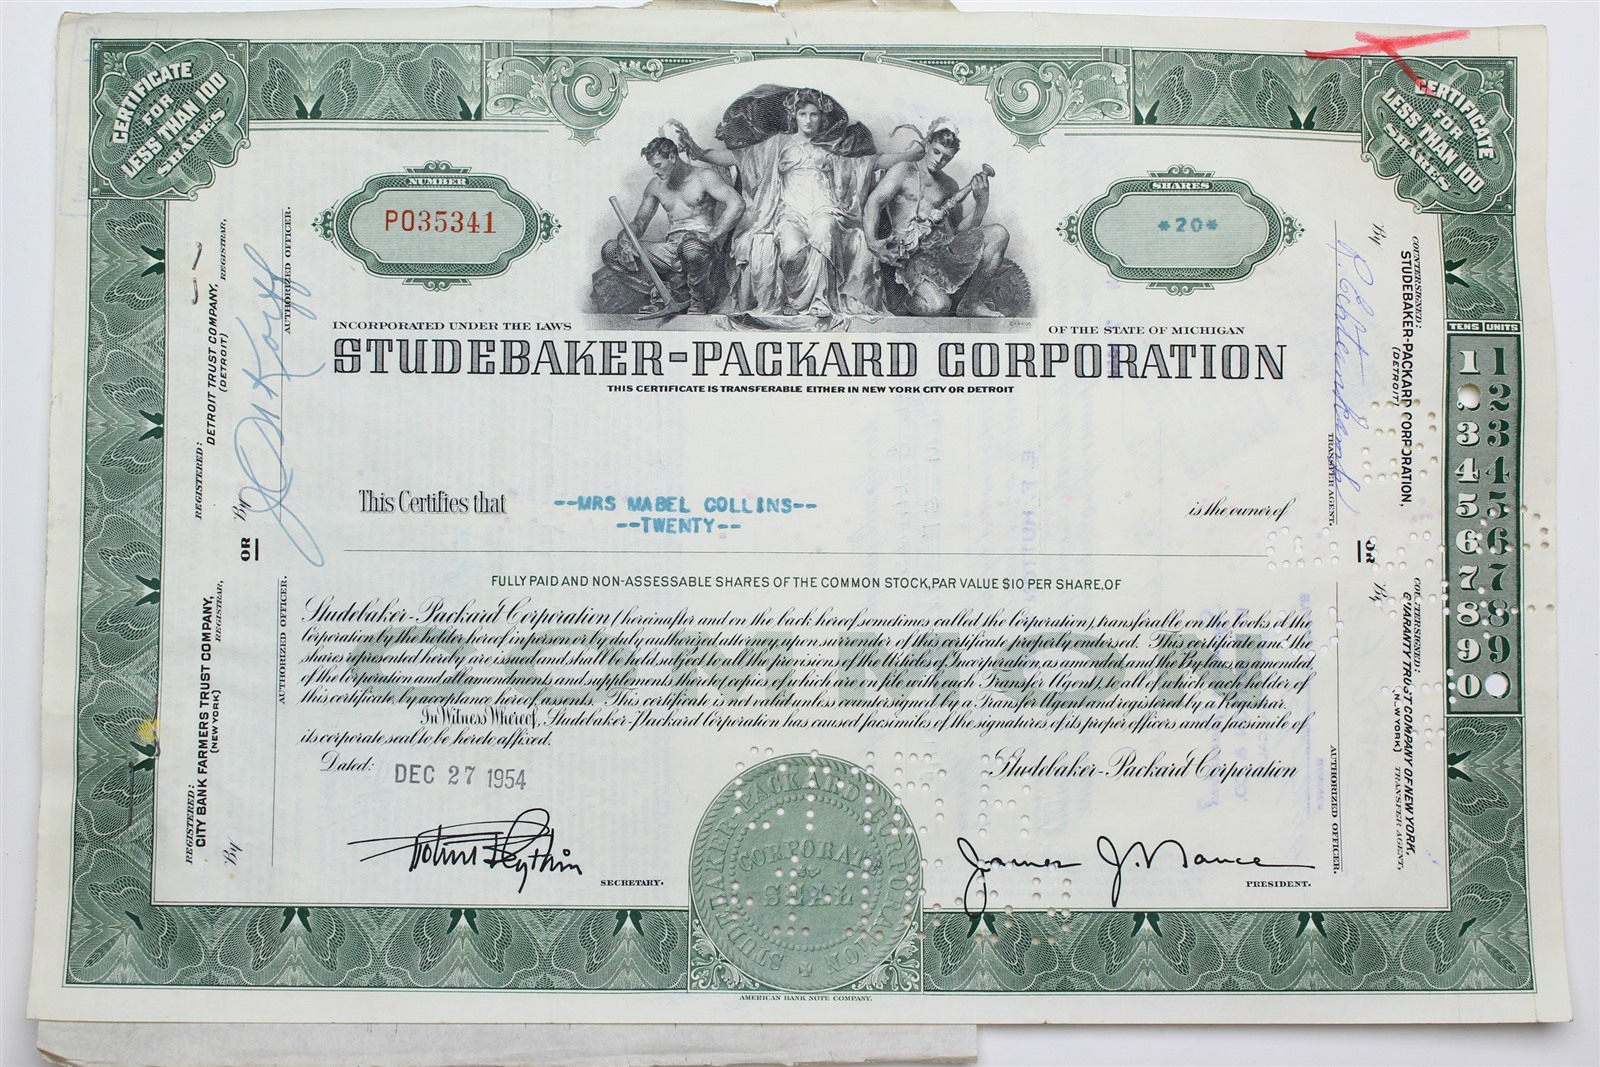 CERTIFICATE
FOR
LESS THAN 100
SHARES
CERTIFICATE
FOR
LESS THAN 100
SHARES
NUMBER
PO35341
SHARES
*20*
INCORPORATED UNDER THE LAWS
OF THE STATE OF MICHIGAN
STUDEBAKER-PACKARD CORPORATION
THIS CERTIFICATE IS TRANSFERABLE EITHER IN NEW YORK CITY OR DETROIT
This Certifies that
--MRS MABEL COLLINS--
--TWENTY--
is the owner of
FULLY PAID AND NON-ASSESSABLE SHARES OF THE COMMON STOCK, PAR VALUE $10 PER SHARE, OF
Studebaker-Packard Corporation (hereinafter and on the back hereof sometimes called the Corporation), transferable on the books of the
Corporation by the holder hereof in person or by duly authorized attorney, upon surrender of this certificate properly endorsed. This certificate and the
shares represented hereby are issued and shall be held subject to all the provisions of the Articles of Incorporation, as amended, and the By-laws as amended,
of the Corporation and all amendments and supplements thereto (copies of which are on file with each Transfer Agent), to all of which each holder of
this certificate, by acceptance hereof, assents. This certificate is not valid unless countersigned by a Transfer Agent and registered by a Registrar.
In Witness Whereof, Studebaker-Packard Corporation has caused facsimiles of the signatures of its proper officers and a facsimile of
its corporate seal to be hereto affixed.
Dated:
DEC 27 1954
Studebaker-Packard Corporation
SECRETARY.
James J. Nance
PRESIDENT.
STUDEBAKER-PACKARD CORPORATION
CORPORATE
SEAL
AMERICAN BANK NOTE COMPANY.
REGISTERED:
DETROIT TRUST COMPANY,
(DETROIT)
REGISTRAR,
By
AUTHORIZED OFFICER.
OR
REGISTERED:
CITY BANK FARMERS TRUST COMPANY,
(NEW YORK)
REGISTRAR,
By
AUTHORIZED OFFICER.
COUNTERSIGNED:
STUDEBAKER-PACKARD CORPORATION,
(DETROIT)
TRANSFER AGENT.
By
OR
COUNTERSIGNED:
GUARANTY TRUST COMPANY OF NEW YORK,
(N.Y.) TRANSFER AGENT,
By
AUTHORIZED OFFICER.
TENS UNITS
1 1
2
3 3
4 4
5 5
6 6
7 7
8 8
9 9
0